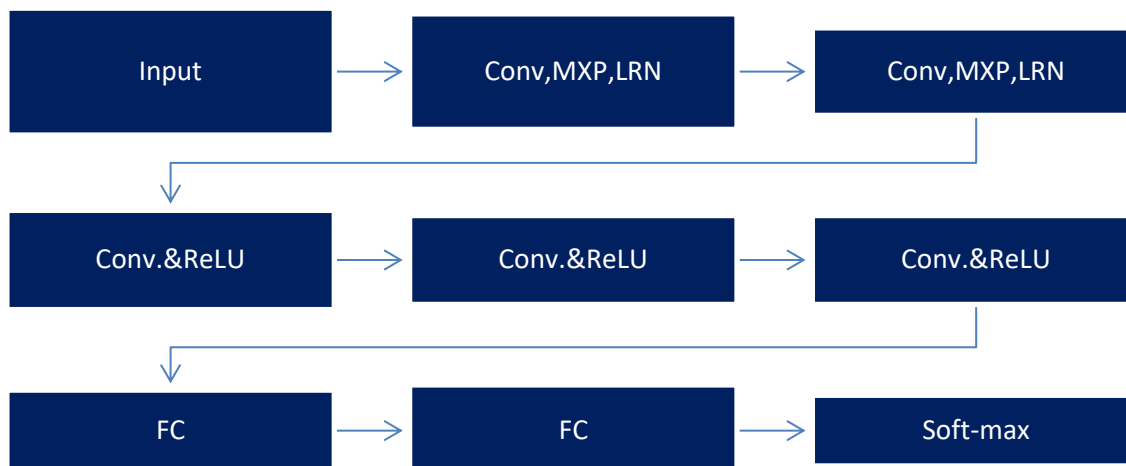 Input
Conv,MXP,LRN
Conv,MXP,LRN
Conv.&ReLU
Conv.&ReLU
Conv.&ReLU
FC
FC
Soft-max